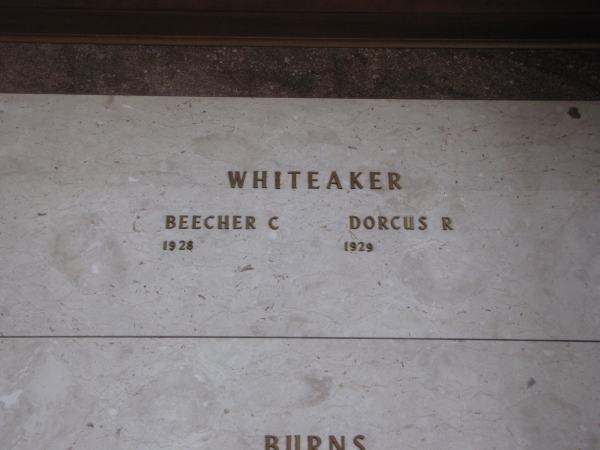 WHITEAKER
BEECHER C DORCUS R
1928 1929
BURNS